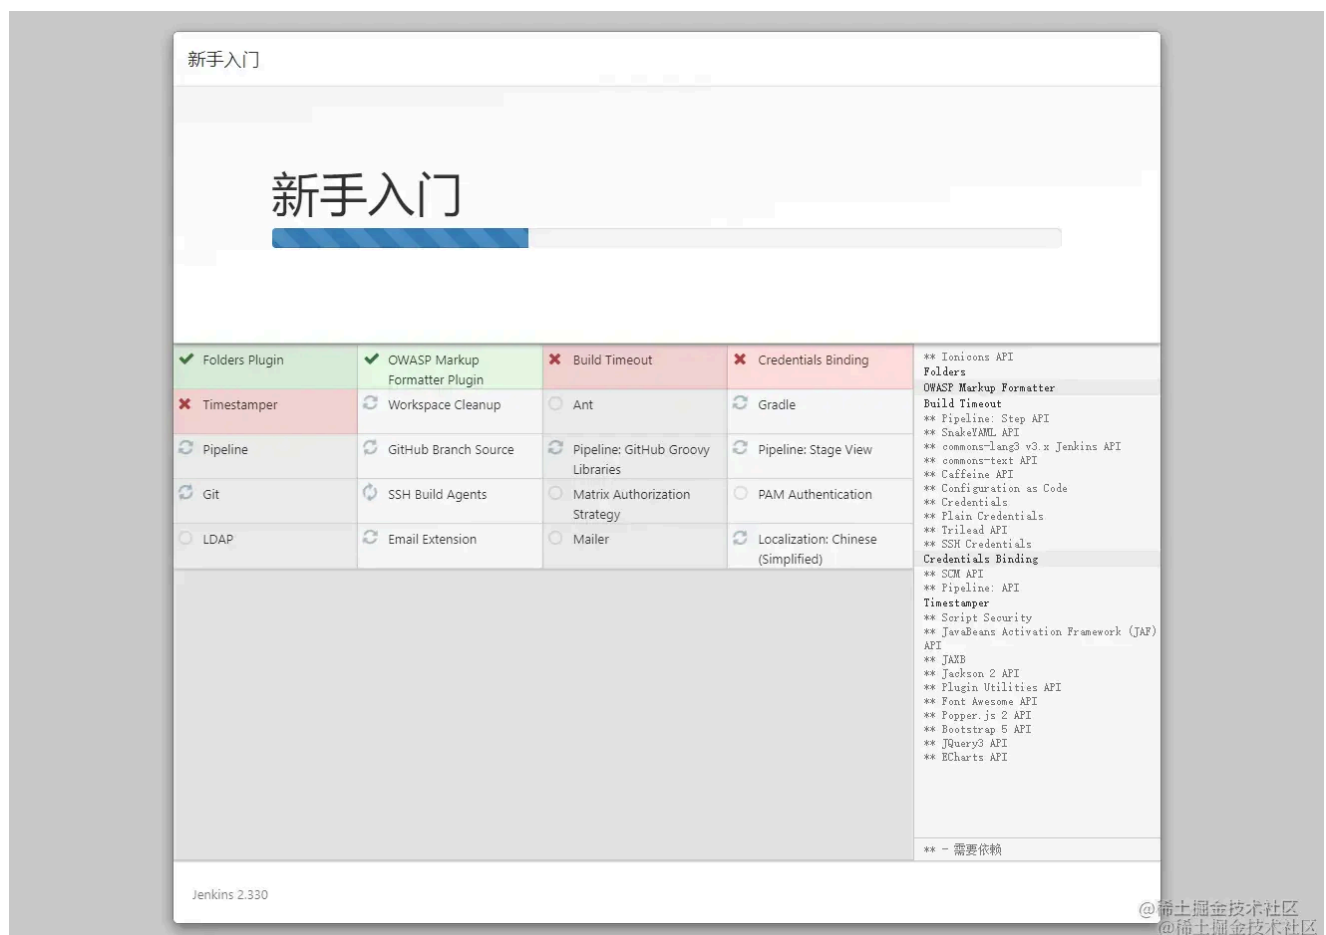 新手入门
新手入门
Folders Plugin
OWASP Markup
Formatter Plugin
Build Timeout
Credentials Binding
Timestamper
Workspace Cleanup
Ant
Gradle
Pipeline
GitHub Branch Source
Pipeline: GitHub Groovy
Libraries
Pipeline: Stage View
Git
SSH Build Agents
Matrix Authorization
Strategy
PAM Authentication
LDAP
Email Extension
Mailer
Localization: Chinese
(Simplified)
** Ionicons API
Folders
OWASP Markup Formatter
Build Timeout
** Pipeline: Step API
** SnakeYAML API
** commons-lang3 v3.x Jenkins API
** commons-text API
** Caffeine API
** Configuration as Code
** Credentials
** Plain Credentials
** Trilead API
** SSH Credentials
Credentials Binding
** SCM API
** Pipeline: API
Timestamper
** Script Security
** JavaBeans Activation Framework (JAF)
API
** JAXB
** Jackson 2 API
** Plugin Utilities API
** Font Awesome API
** Popper.js 2 API
** Bootstrap 5 API
** JQuery3 API
** ECharts API
** - 需要依赖
Jenkins 2.330
@稀土掘金技术社区
@稀土掘金技术社区